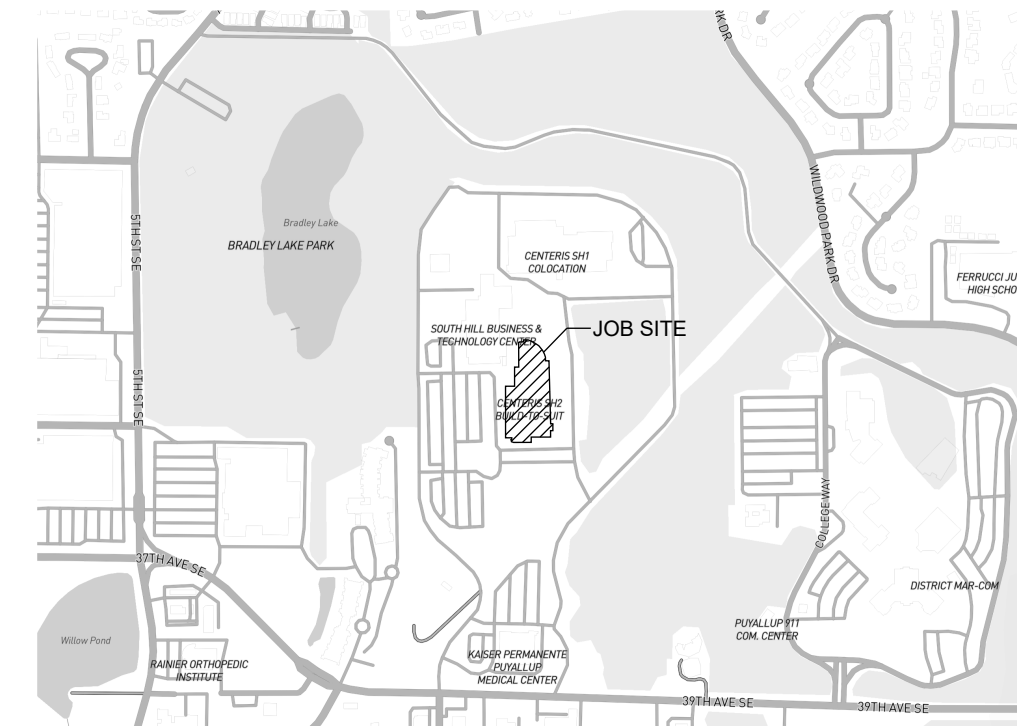 RK DR
5TH ST SE
WILDWOOD PARK DR
Bradley Lake
BRADLEY LAKE PARK
CENTERIS SH1
COLOCATION
FERRUCCI JU
HIGH SCHO
SOUTH HILL BUSINESS &
TECHNOLOGY CENTER
JOB SITE
5TH ST SE
CENTERIS SH2
BUILD-TO-SUIT
COLLEGE WAY
37TH AVE SE
DISTRICT MAR-COM
Willow Pond
PUYALLUP 911
COM. CENTER
RAINIER ORTHOPEDIC
INSTITUTE
KAISER PERMANENTE
PUYALLUP
MEDICAL CENTER
39TH AVE SE
39TH AVE SE